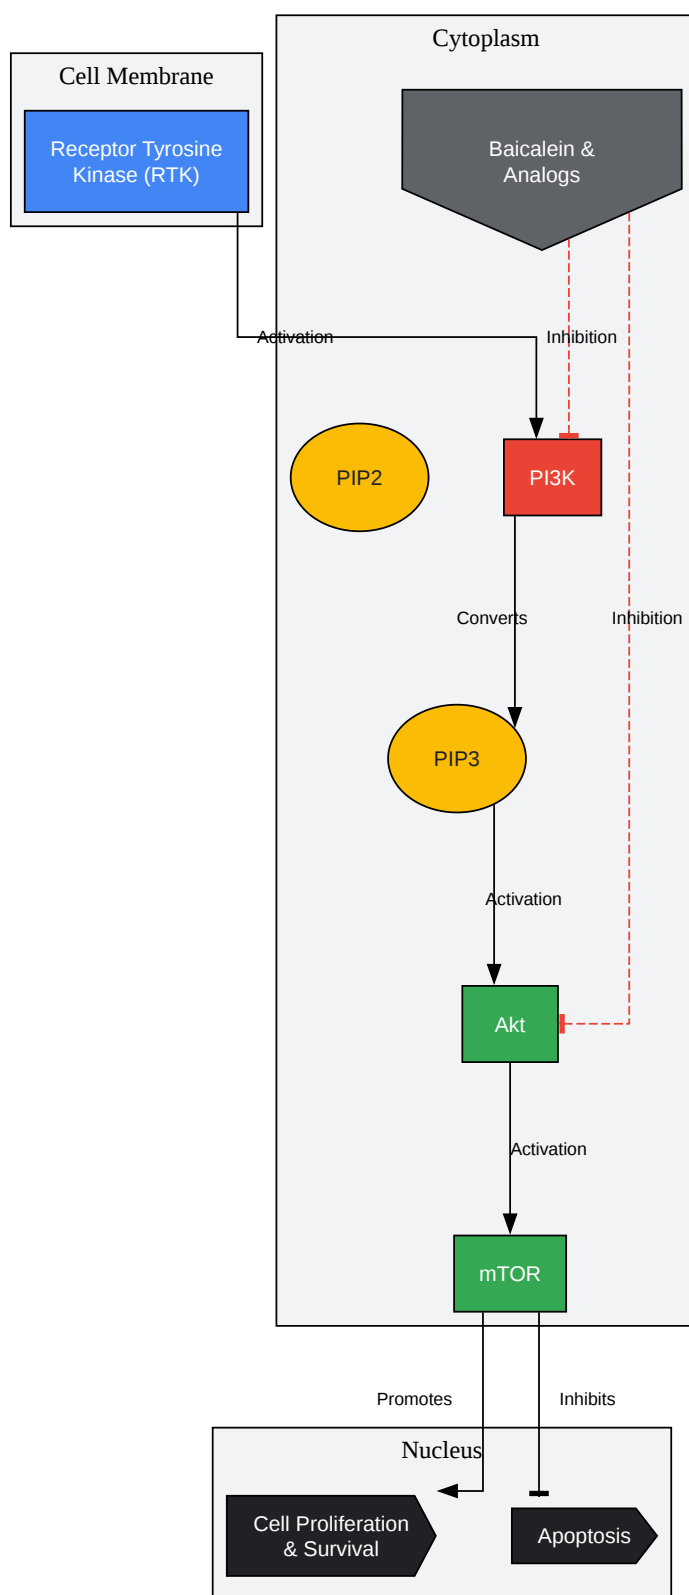 Cytoplasm
Cell Membrane
Receptor Tyrosine
Kinase (RTK)
Baicalein &
Analogs
Activation
Inhibition
PIP2
PI3K
Converts
Inhibition
PIP3
Activation
Akt
Activation
mTOR
Promotes
Inhibits
Nucleus
Cell Proliferation
& Survival
Apoptosis